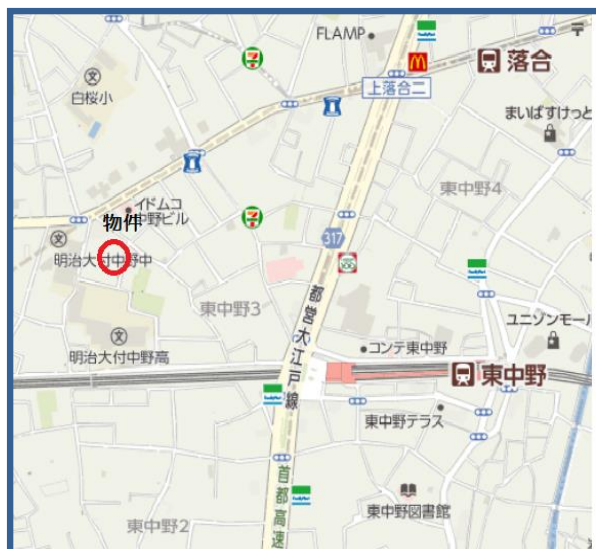 FLAMP
FamilyMart
落合
文
白桜小
上落合二
まいばすけっと
東中野4
イドムコ
中野ビル
物件
文
明治大付中野中
317
東中野3
都営大江戸線
文
明治大付中野高
コンテ東中野
ユニゾンモール
東中野
東中野テラス
首都高速
東中野図書館
東中野2